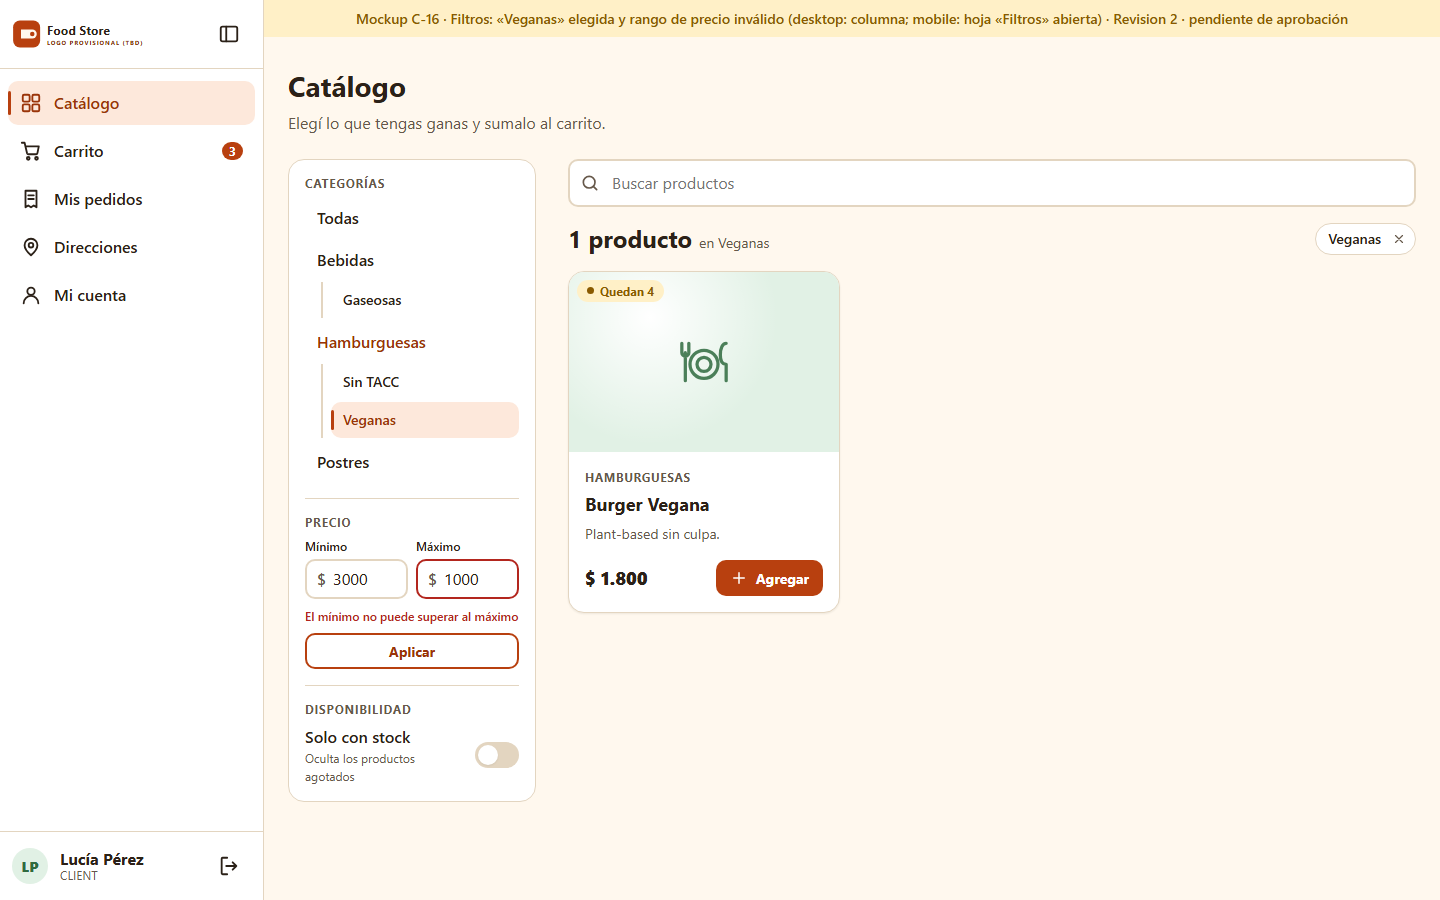 Food Store
LOGO PROVISIONAL (TBD)
Catálogo
Carrito
3
Mis pedidos
Direcciones
Mi cuenta
LP
Lucía Pérez
CLIENT
Mockup C-16 · Filtros: «Veganas» elegida y rango de precio inválido (desktop: columna; mobile: hoja «Filtros» abierta) · Revision 2 · pendiente de aprobación
Catálogo
Elegí lo que tengas ganas y sumalo al carrito.
CATEGORÍAS
Todas
Bebidas
Gaseosas
Hamburguesas
Sin TACC
Veganas
Postres
PRECIO
Mínimo
Máximo
$ 3000
$ 1000
El mínimo no puede superar al máximo
Aplicar
DISPONIBILIDAD
Solo con stock
Oculta los productos
agotados
Buscar productos
1 producto en Veganas
Veganas ×
Quedan 4
HAMBURGUESAS
Burger Vegana
Plant-based sin culpa.
$ 1.800
+ Agregar